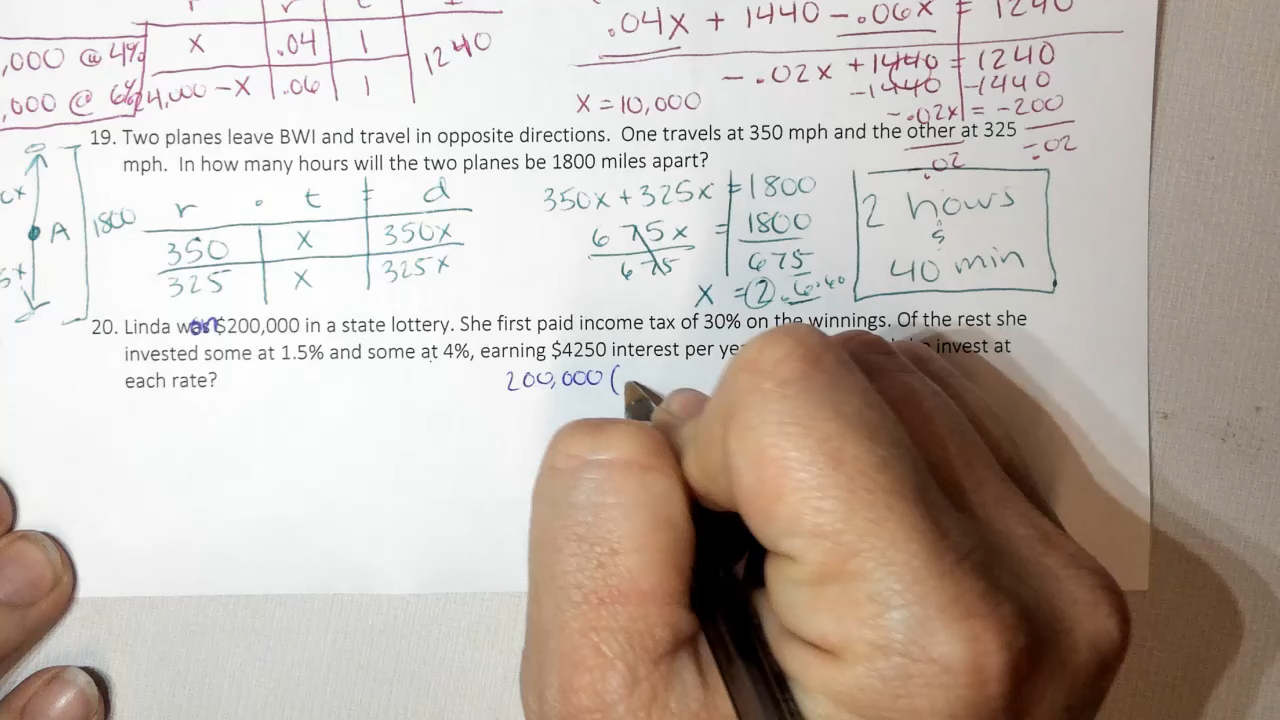 P r t I
,000 @ 4% x .04 1 1240
,000 @ 6% 24,000 - x .06 1
.04x + 1440 - .06x = 1240
- .02x + 1440 = 1240
-1440 -1440
-.02x = -200
-.02 -.02
x = 10,000
19. Two planes leave BWI and travel in opposite directions. One travels at 350 mph and the other at 325
mph. In how many hours will the two planes be 1800 miles apart?
A 1800
r . t = d
350 x 350x
325 x 325x
350x + 325x = 1800
675x = 1800
675 675
x = 2.6
2 hours
&
40 min
20. Linda won $200,000 in a state lottery. She first paid income tax of 30% on the winnings. Of the rest she
invested some at 1.5% and some at 4%, earning $4250 interest per invest at
each rate?
200,000 (